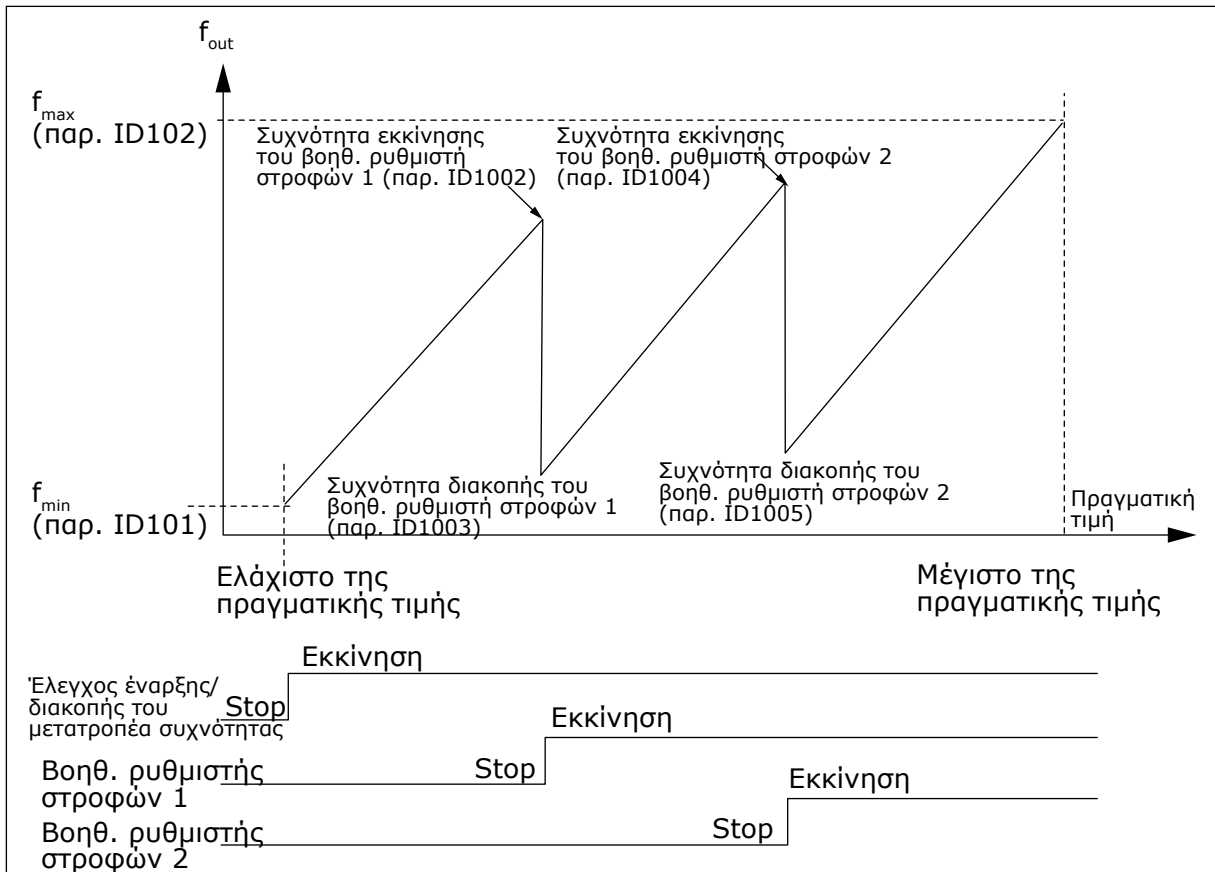 f out
f max
(παρ. ID102)
Συχνότητα εκκίνησης
του βοηθ. ρυθμιστή
στροφών 1 (παρ. ID1002)
Συχνότητα εκκίνησης
του βοηθ. ρυθμιστή στροφών 2
(παρ. ID1004)
f min
(παρ. ID101)
Συχνότητα διακοπής του
βοηθ. ρυθμιστή στροφών 1
(παρ. ID1003)
Συχνότητα διακοπής του
βοηθ. ρυθμιστή στροφών 2
(παρ. ID1005)
Πραγματική
τιμή
Ελάχιστο της
πραγματικής τιμής
Μέγιστο της
πραγματικής τιμής
Έλεγχος έναρξης/
διακοπής του
μετατροπέα συχνότητας
Stop
Εκκίνηση
Βοηθ. ρυθμιστής
στροφών 1
Stop
Εκκίνηση
Βοηθ. ρυθμιστής
στροφών 2
Stop
Εκκίνηση